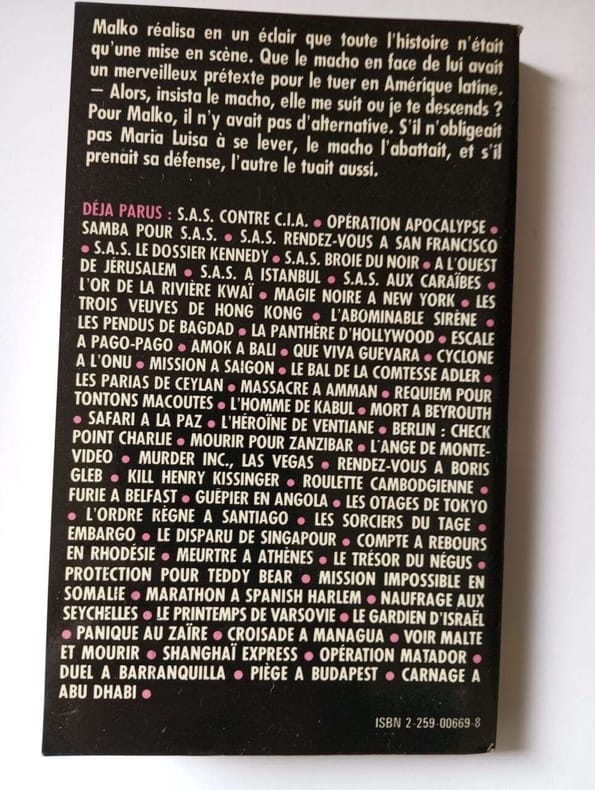 Malko réalisa en un éclair que toute l'histoire n'était
qu'une mise en scène. Que le macho en face de lui avait
un merveilleux prétexte pour le tuer en Amérique latine.
– Alors, insista le macho, elle me suit ou je te descends ?
Pour Malko, il n'y avait pas d'alternative. S'il n'obligeait
pas Maria Luisa à se lever, le macho l'abattait, et s'il
prenait sa défense, l'autre le tuait aussi.
DÉJA PARUS : S.A.S. CONTRE C.I.A. • OPÉRATION APOCALYPSE •
SAMBA POUR S.A.S. • S.A.S. RENDEZ-VOUS A SAN FRANCISCO
• S.A.S. LE DOSSIER KENNEDY • S.A.S. BROIE DU NOIR • A L'OUEST
DE JÉRUSALEM • S.A.S. A ISTANBUL • S.A.S. AUX CARAÏBES •
L'OR DE LA RIVIÈRE KWAÏ • MAGIE NOIRE A NEW YORK • LES
TROIS VEUVES DE HONG KONG • L'ABOMINABLE SIRÈNE •
LES PENDUS DE BAGDAD • LA PANTHÈRE D'HOLLYWOOD • ESCALE
A PAGO-PAGO • AMOK A BALI • QUE VIVA GUEVARA • CYCLONE
A L'ONU • MISSION A SAIGON • LE BAL DE LA COMTESSE ADLER •
LES PARIAS DE CEYLAN • MASSACRE A AMMAN • REQUIEM POUR
TONTONS MACOUTES • L'HOMME DE KABUL • MORT A BEYROUTH
• SAFARI A LA PAZ • L'HÉROÏNE DE VIENTIANE • BERLIN : CHECK
POINT CHARLIE • MOURIR POUR ZANZIBAR • L'ANGE DE MONTE-
VIDEO • MURDER INC., LAS VEGAS • RENDEZ-VOUS A BORIS
GLEB • KILL HENRY KISSINGER • ROULETTE CAMBODGIENNE •
FURIE A BELFAST • GUÊPIER EN ANGOLA • LES OTAGES DE TOKYO
• L'ORDRE RÈGNE A SANTIAGO • LES SORCIERS DU TAGE •
EMBARGO • LE DISPARU DE SINGAPOUR • COMPTE A REBOURS
EN RHODÉSIE • MEURTRE A ATHÈNES • LE TRÉSOR DU NÉGUS •
PROTECTION POUR TEDDY BEAR • MISSION IMPOSSIBLE EN
SOMALIE • MARATHON A SPANISH HARLEM • NAUFRAGE AUX
SEYCHELLES • LE PRINTEMPS DE VARSOVIE • LE GARDIEN D'ISRAËL
• PANIQUE AU ZAÏRE • CROISADE A MANAGUA • VOIR MALTE
ET MOURIR • SHANGHAÏ EXPRESS • OPÉRATION MATADOR •
DUEL A BARRANQUILLA • PIÈGE A BUDAPEST • CARNAGE A
ABU DHABI •
ISBN 2-259-00669-8